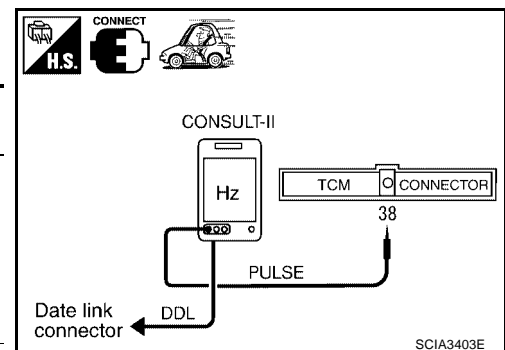 H.S.
CONNECT
CONSULT-II
Hz
TCM
CONNECTOR
38
PULSE
DDL
Date link
connector
SCIA3403E